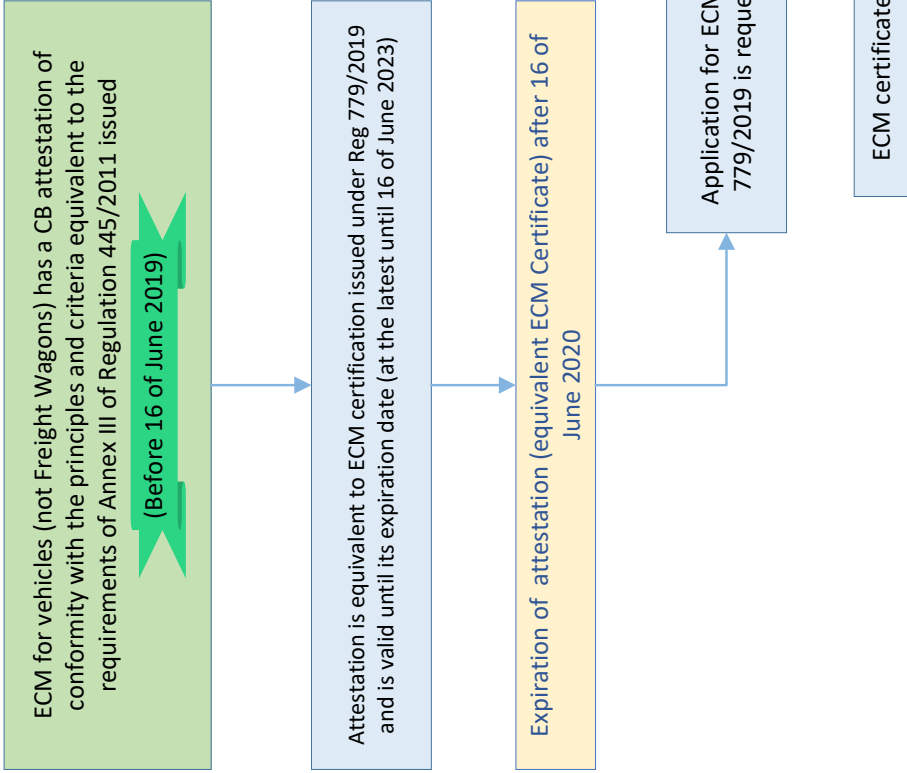 ECM for vehicles (not Freight Wagons) has a CB attestation of
conformity with the principles and criteria equivalent to the
requirements of Annex III of Regulation 445/2011 issued
(Before 16 of June 2019)
Attestation is equivalent to ECM certification issued under Reg 779/2019
and is valid until its expiration date (at the latest until 16 of June 2023)
Expiration of attestation (equivalent ECM Certificate) after 16 of
June 2020
Application for ECM
779/2019 is reque
ECM certificate